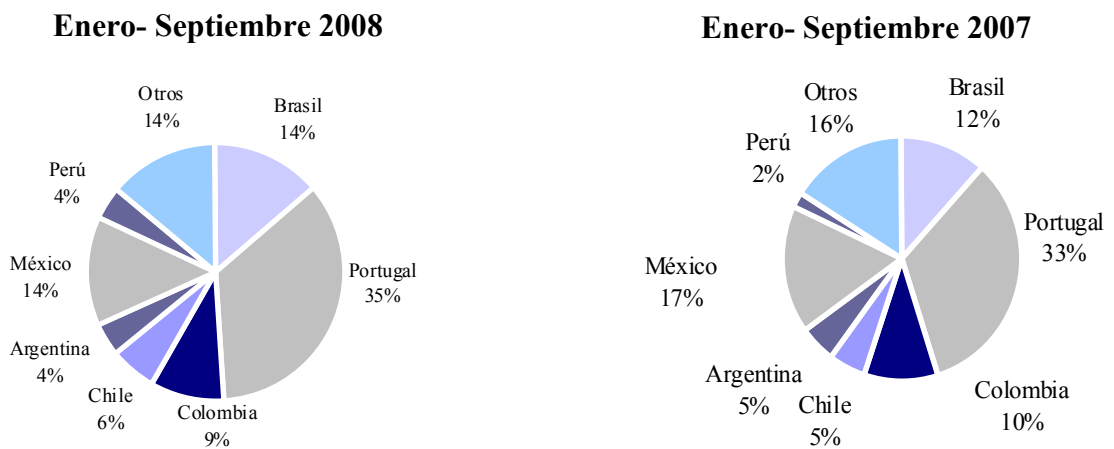 Enero- Septiembre 2008
Otros
14%
Brasil
14%
Perú
4%
México
14%
Portugal
35%
Argentina
4%
Chile
6%
Colombia
9%
Enero- Septiembre 2007
Otros
16%
Brasil
12%
Perú
2%
Portugal
33%
México
17%
Argentina
5%
Chile
5%
Colombia
10%